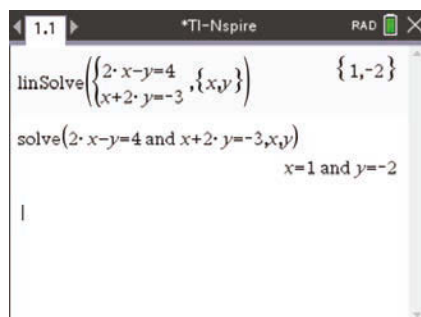 1.1 *TI-Nspire RAD
linSolve({2·x−y=4
x+2·y=−3 ,{x,y}) {1,−2}
solve(2·x−y=4 and x+2·y=−3,x,y)
x=1 and y=−2